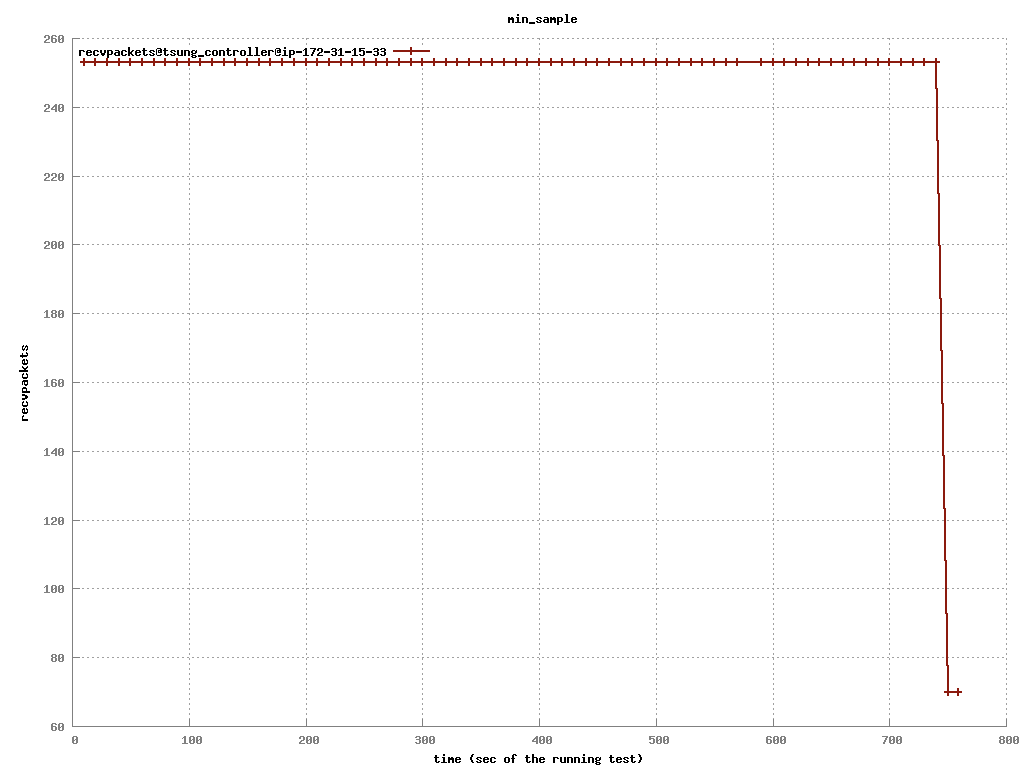 min_sample
260
recvpackets@tsung_controller@ip-172-31-15-33
240
220
200
180
160
140
120
100
80
60
recvpackets
0 100 200 300 400 500 600 700 800
time (sec of the running test)